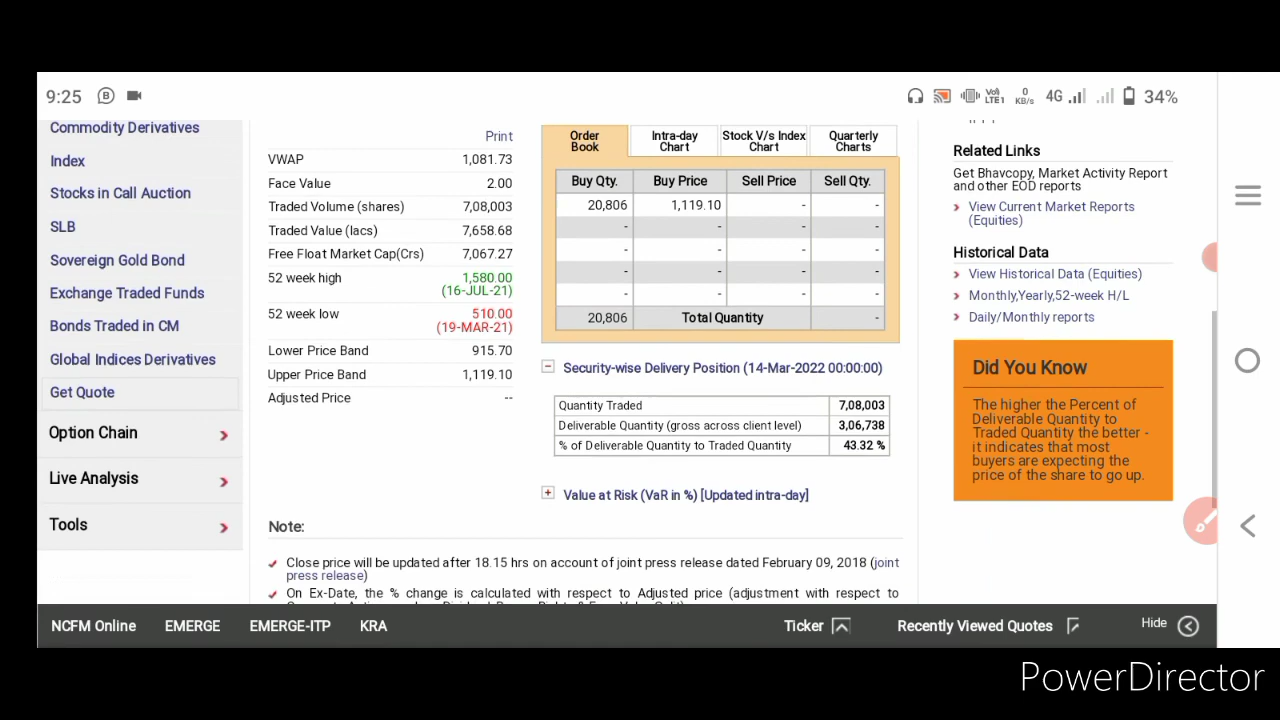 9:25
B
Vo)) LTE1
0 KB/s
4G
34%
Commodity Derivatives
Index
Stocks in Call Auction
SLB
Sovereign Gold Bond
Exchange Traded Funds
Bonds Traded in CM
Global Indices Derivatives
Get Quote
Option Chain
Live Analysis
Tools
Print
VWAP 1,081.73
Face Value 2.00
Traded Volume (shares) 7,08,003
Traded Value (lacs) 7,658.68
Free Float Market Cap(Crs) 7,067.27
52 week high 1,580.00
(16-JUL-21)
52 week low 510.00
(19-MAR-21)
Lower Price Band 915.70
Upper Price Band 1,119.10
Adjusted Price --
Order Book
Intra-day Chart
Stock V/s Index Chart
Quarterly Charts
Buy Qty. Buy Price Sell Price Sell Qty.
20,806 1,119.10 - -
- - - -
- - - -
- - - -
- - - -
20,806 Total Quantity -
Security-wise Delivery Position (14-Mar-2022 00:00:00)
Quantity Traded 7,08,003
Deliverable Quantity (gross across client level) 3,06,738
% of Deliverable Quantity to Traded Quantity 43.32 %
Value at Risk (VaR in %) [Updated intra-day]
Note:
Close price will be updated after 18.15 hrs on account of joint press release dated February 09, 2018 (joint
press release)
On Ex-Date, the % change is calculated with respect to Adjusted price (adjustment with respect to
Related Links
Get Bhavcopy, Market Activity Report
and other EOD reports
View Current Market Reports
(Equities)
Historical Data
View Historical Data (Equities)
Monthly,Yearly,52-week H/L
Daily/Monthly reports
Did You Know
The higher the Percent of
Deliverable Quantity to
Traded Quantity the better -
it indicates that most
buyers are expecting the
price of the share to go up.
NCFM Online EMERGE EMERGE-ITP KRA Ticker Recently Viewed Quotes Hide
PowerDirector